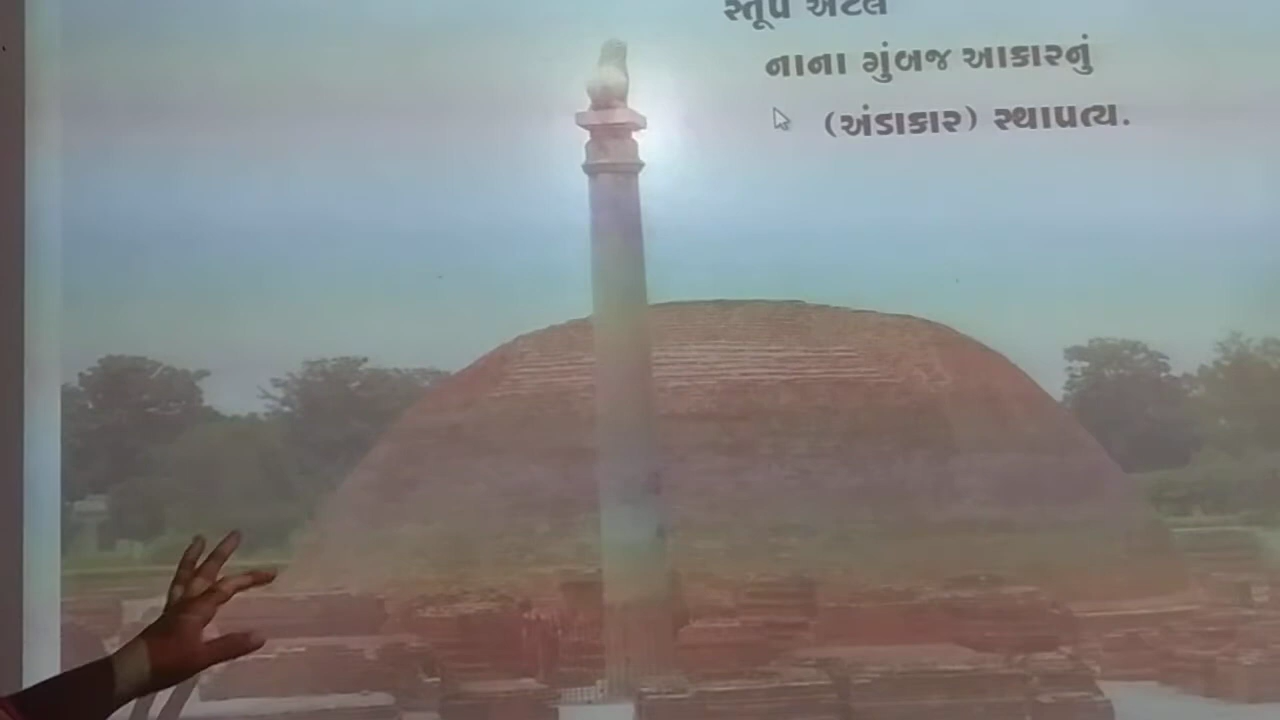 સ્તૂપ એટલે
નાના ગુંબજ આકારનું
(અંડાકાર) સ્થાપત્ય.